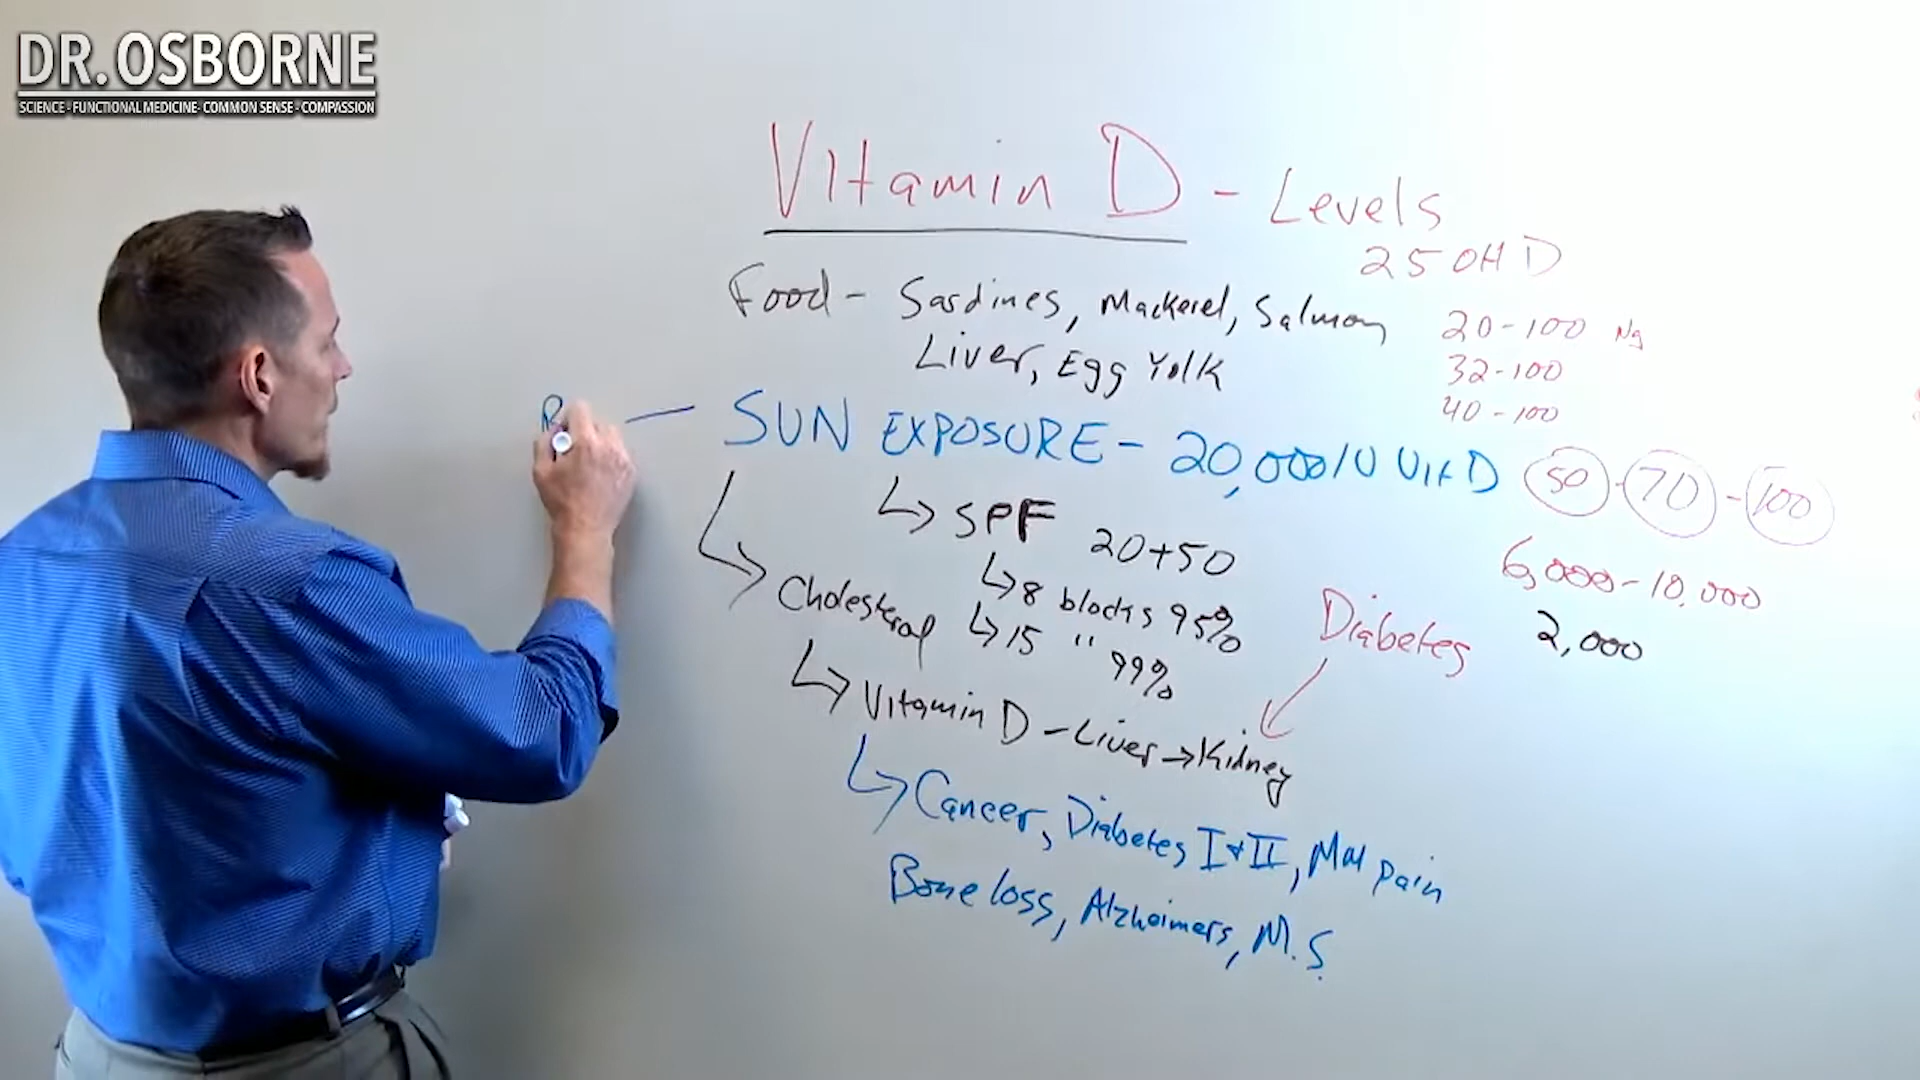 DR. OSBORNE
SCIENCE - FUNCTIONAL MEDICINE - COMMON SENSE - COMPASSION
Vitamin D - Levels
25 OH D
Food - Sardines, Mackerel, Salmon
Liver, Egg Yolk
20-100 Ng
32-100
40-100
SUN EXPOSURE - 20,000 IU Vit D
50 - 70 - 100
SPF 20+50
8 blocks 95%
15 " 99%
6,000-10,000
2,000
Cholesterol
Diabetes
Vitamin D - Liver → Kidney
Cancer, Diabetes I + II, Mal Pain
Bone loss, Alzheimers, M.S.